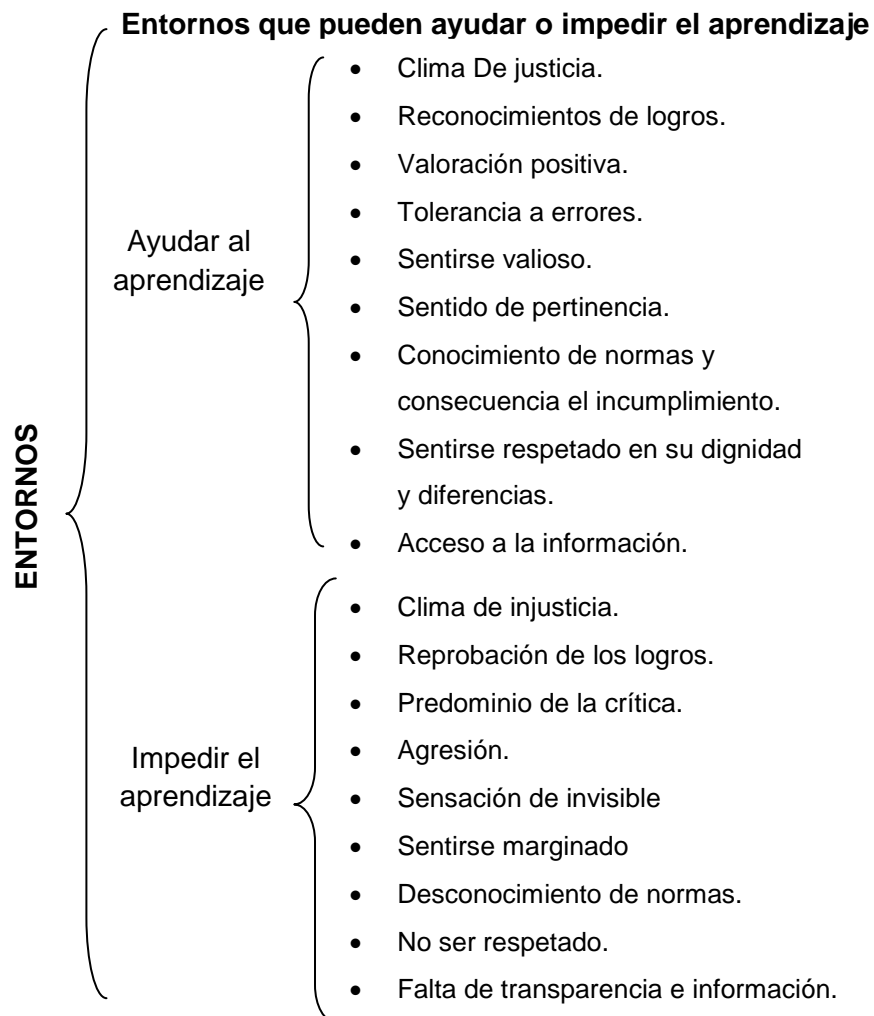 Entornos que pueden ayudar o impedir el aprendizaje
ENTORNOS
Ayudar al
aprendizaje
• Clima De justicia.
• Reconocimientos de logros.
• Valoración positiva.
• Tolerancia a errores.
• Sentirse valioso.
• Sentido de pertinencia.
• Conocimiento de normas y
consecuencia el incumplimiento.
• Sentirse respetado en su dignidad
y diferencias.
• Acceso a la información.
Impedir el
aprendizaje
• Clima de injusticia.
• Reprobación de los logros.
• Predominio de la crítica.
• Agresión.
• Sensación de invisible
• Sentirse marginado
• Desconocimiento de normas.
• No ser respetado.
• Falta de transparencia e información.